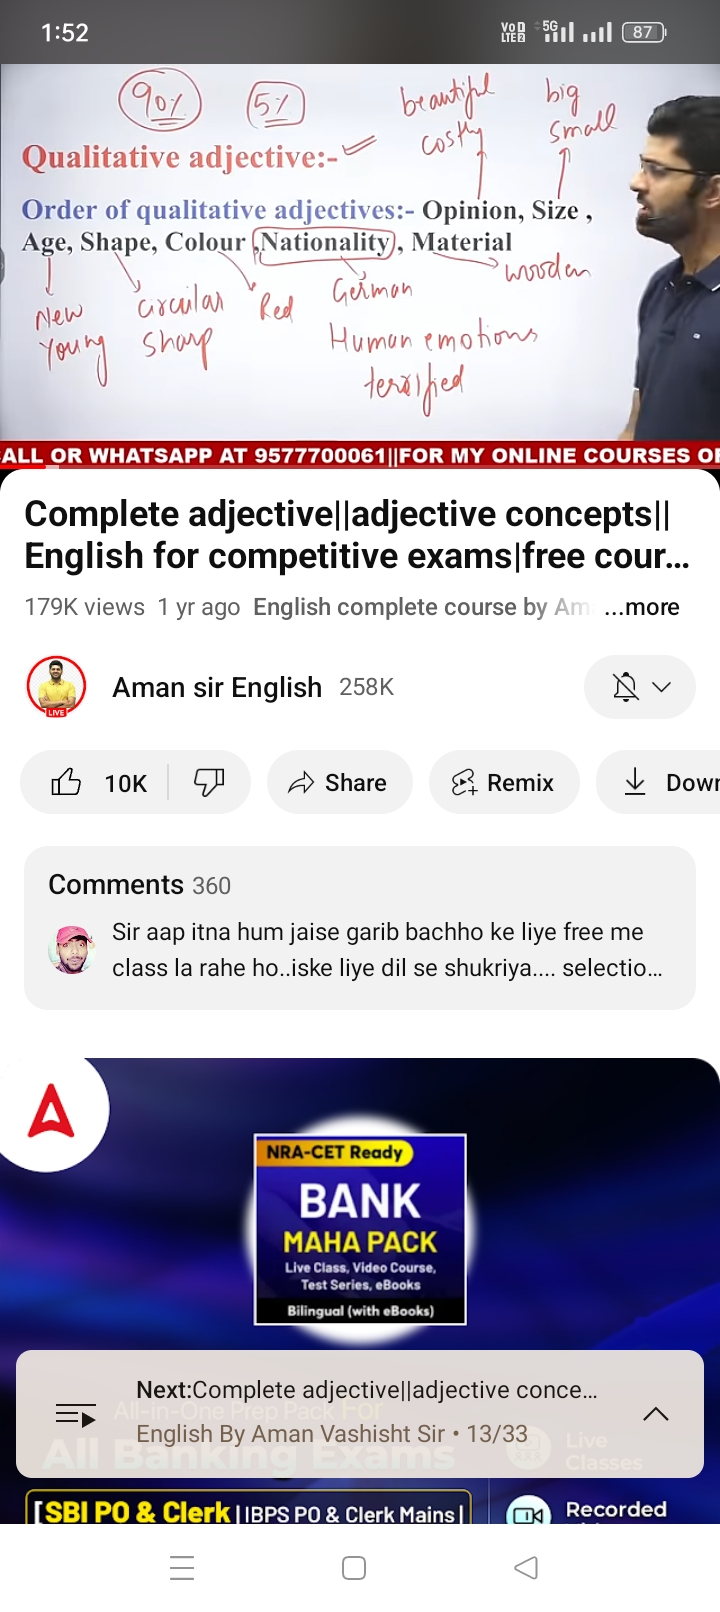 1:52
VoD LTE2 5G 87
90% 5% beautiful big
costly small
Qualitative adjective:-
Order of qualitative adjectives:- Opinion, Size ,
Age, Shape, Colour ,Nationality , Material
wooden
New circular Red German
Young Sharp Human emotions
terrified
CALL OR WHATSAPP AT 9577700061||FOR MY ONLINE COURSES
Complete adjective||adjective concepts||
English for competitive exams|free cour...
179K views 1 yr ago English complete course by Am ...more
Aman sir English 258K
10K Share Remix Down
Comments 360
Sir aap itna hum jaise garib bachho ke liye free me
class la rahe ho..iske liye dil se shukriya.... selectio...
NRA-CET Ready
BANK
MAHA PACK
Live Class, Video Course,
Test Series, eBooks
Bilingual (with eBooks)
Next:Complete adjective||adjective conce...
All-in-One Prep Pack For
English By Aman Vashisht Sir • 13/33
All Banking Exams Live
Classes
[SBI PO & Clerk | IBPS PO & Clerk Mains | Recorded